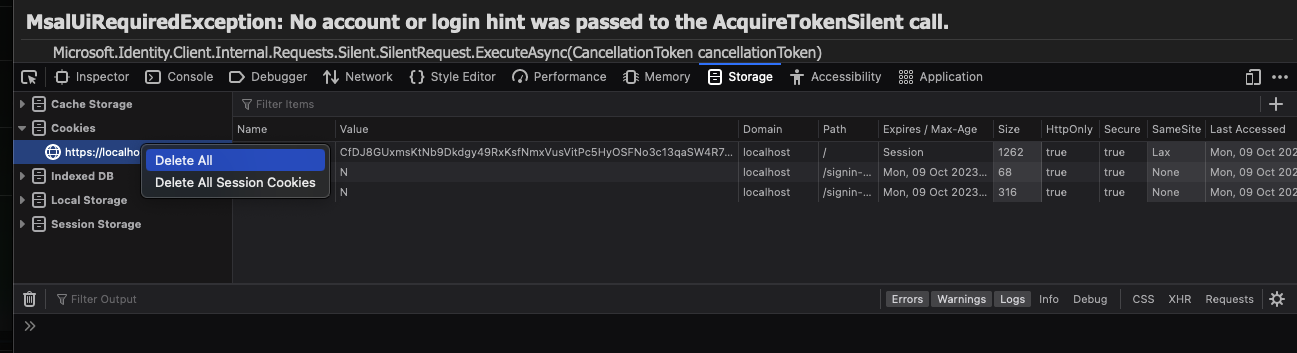 MsalUiRequiredException: No account or login hint was passed to the AcquireTokenSilent call.
Microsoft.Identity.Client.Internal.Requests.Silent.SilentRequest.ExecuteAsync(CancellationToken cancellationToken)
Inspector Console Debugger Network Style Editor Performance Memory Storage Accessibility Application
Cache Storage Filter Items
Cookies Name Value Domain Path Expires / Max-Age Size HttpOnly Secure SameSite Last Accessed
https://localho CfDJ8GUxmsKtNb9Dkdgy49RxKsfNmxVusVitPc5HyOSFNo3c13qaSW4R7... localhost / Session 1262 true true Lax Mon, 09 Oct 202
Delete All
Indexed DB N localhost /signin-... Mon, 09 Oct 2023... 68 true true None Mon, 09 Oct 202
Delete All Session Cookies
Local Storage N localhost /signin-... Mon, 09 Oct 2023... 316 true true None Mon, 09 Oct 202
Session Storage
Filter Output Errors Warnings Logs Info Debug CSS XHR Requests